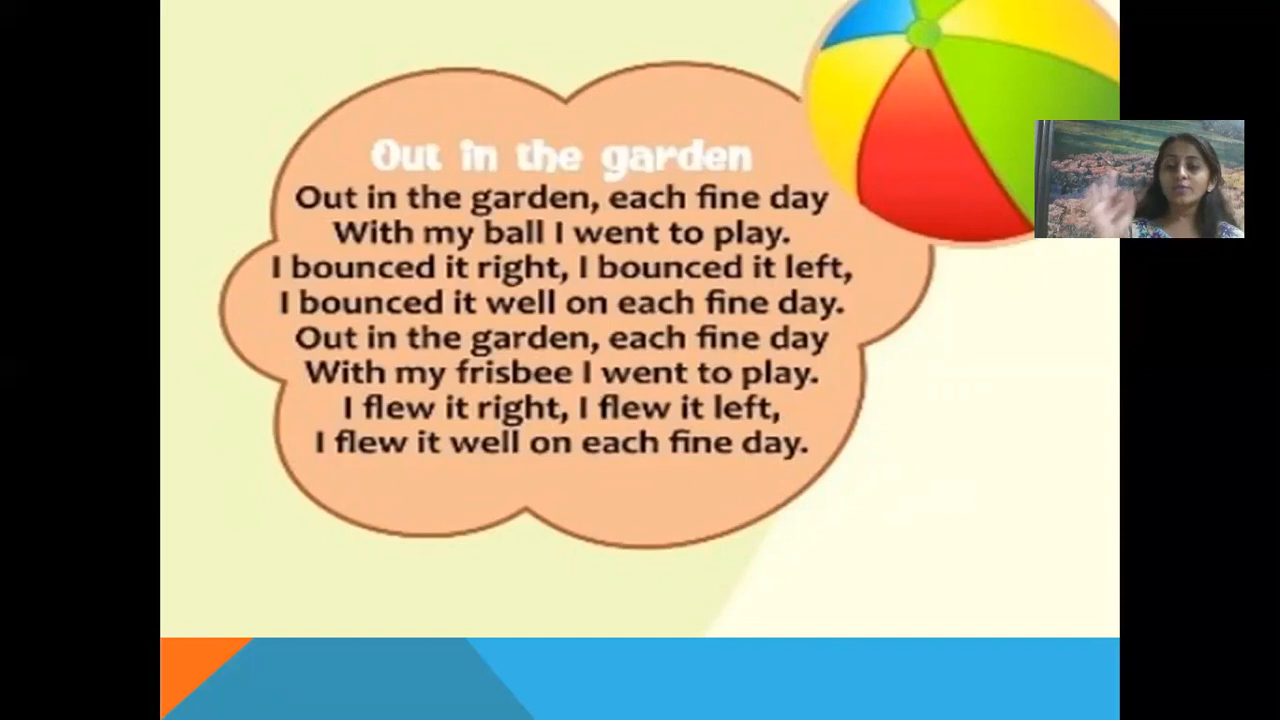 Out in the garden
Out in the garden, each fine day
With my ball I went to play.
I bounced it right, I bounced it left,
I bounced it well on each fine day.
Out in the garden, each fine day
With my frisbee I went to play.
I flew it right, I flew it left,
I flew it well on each fine day.